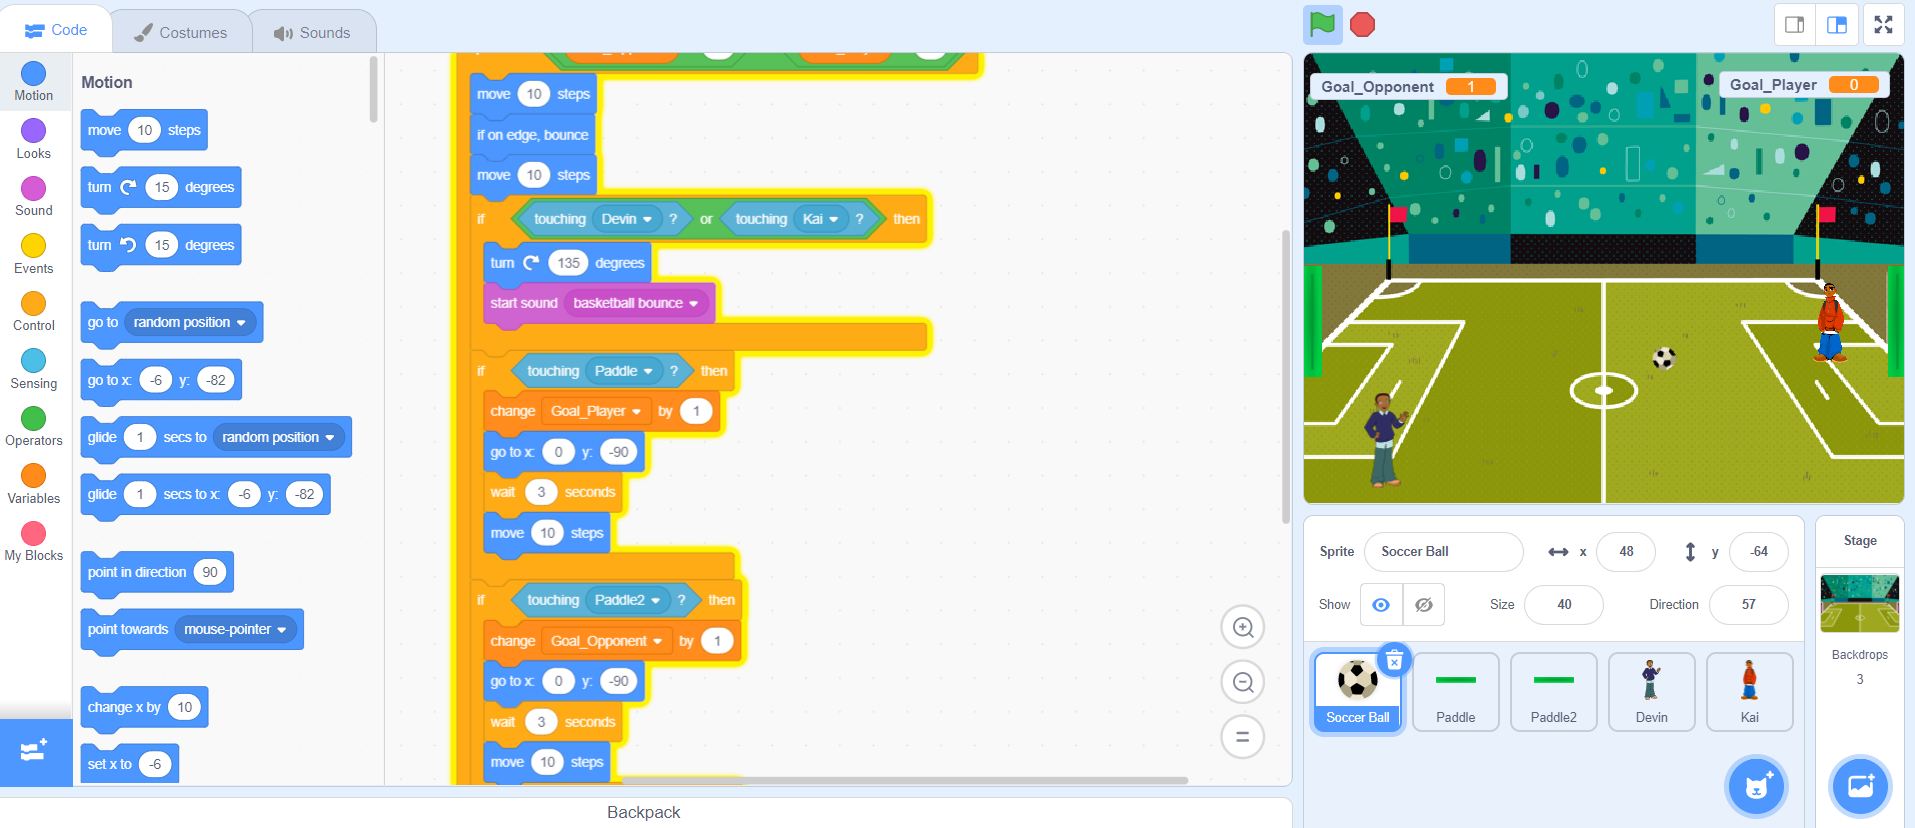 Code
Costumes
Sounds
Motion
Looks
Sound
Events
Control
Sensing
Operators
Variables
My Blocks
Motion
move 10 steps
turn 15 degrees
turn 15 degrees
go to random position
go to x: -6 y: -82
glide 1 secs to random position
glide 1 secs to x: -6 y: -82
point in direction 90
point towards mouse-pointer
change x by 10
set x to -6
move 10 steps
if on edge, bounce
move 10 steps
if touching Devin ? or touching Kai ? then
turn 135 degrees
start sound basketball bounce
if touching Paddle ? then
change Goal_Player by 1
go to x: 0 y: -90
wait 3 seconds
move 10 steps
if touching Paddle2 ? then
change Goal_Opponent by 1
go to x: 0 y: -90
wait 3 seconds
move 10 steps
Backpack
Goal_Opponent 1
Goal_Player 0
Sprite Soccer Ball x 48 y -64
Show Size 40 Direction 57
Soccer Ball
Paddle
Paddle2
Devin
Kai
Stage
Backdrops
3